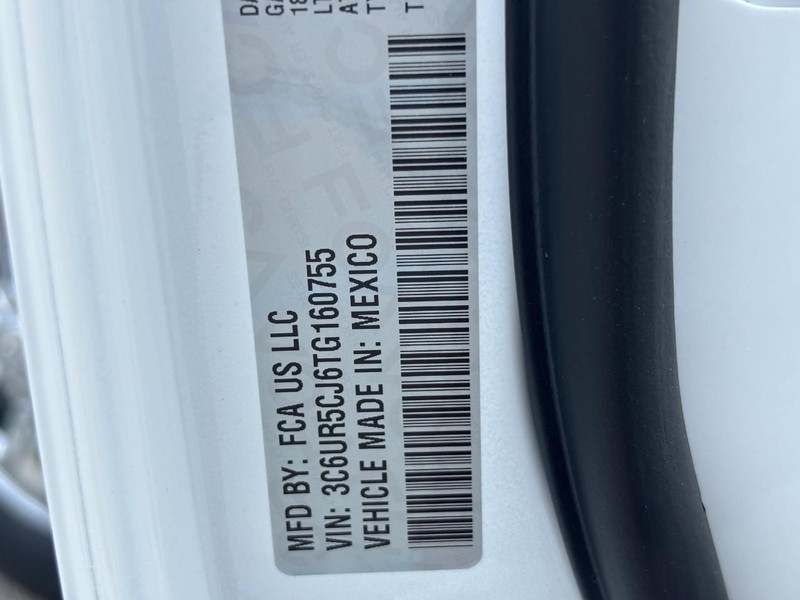 MFD BY: FCA US LLC
VIN: 3C6UR5CJ6TG160755
VEHICLE MADE IN: MEXICO